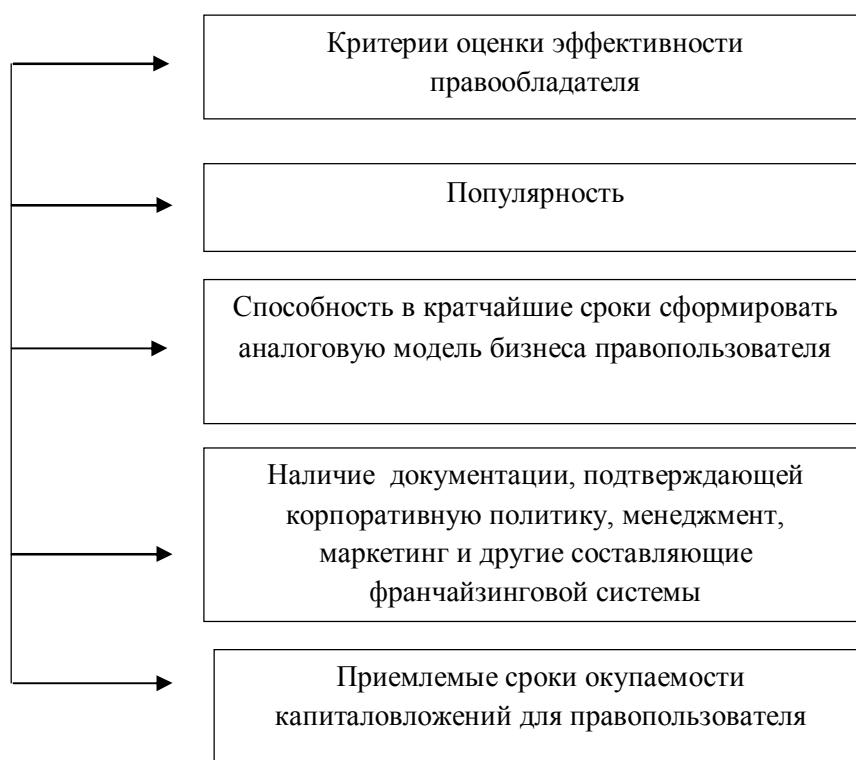 Критерии оценки эффективности
правообладателя
Популярность
Способность в кратчайшие сроки сформировать
аналоговую модель бизнеса правопользователя
Наличие  документации, подтверждающей
корпоративную политику, менеджмент,
маркетинг и другие составляющие
франчайзинговой системы
Приемлемые сроки окупаемости
капиталовложений для правопользователя